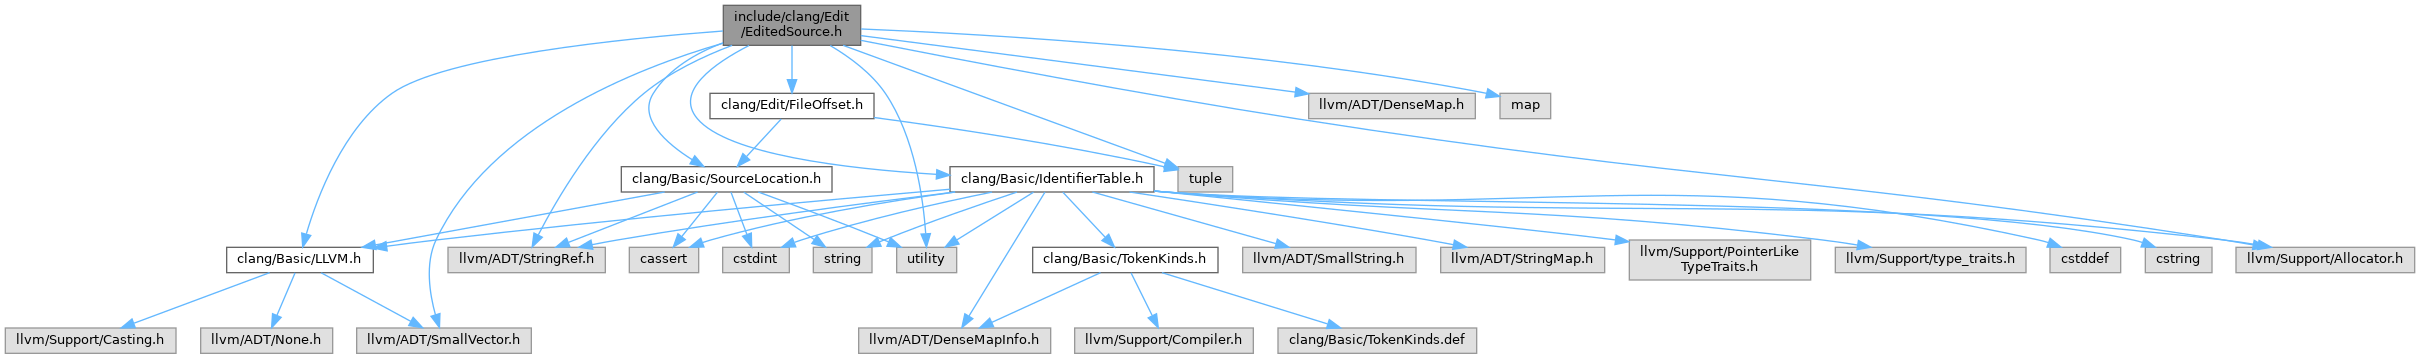 include/clang/Edit
/EditedSource.h
clang/Edit/FileOffset.h
llvm/ADT/DenseMap.h
map
clang/Basic/SourceLocation.h
clang/Basic/IdentifierTable.h
tuple
clang/Basic/LLVM.h
llvm/ADT/StringRef.h
cassert
cstdint
string
utility
clang/Basic/TokenKinds.h
llvm/ADT/SmallString.h
llvm/ADT/StringMap.h
llvm/Support/PointerLike
TypeTraits.h
llvm/Support/type_traits.h
cstddef
cstring
llvm/Support/Allocator.h
llvm/Support/Casting.h
llvm/ADT/None.h
llvm/ADT/SmallVector.h
llvm/ADT/DenseMapInfo.h
llvm/Support/Compiler.h
clang/Basic/TokenKinds.def